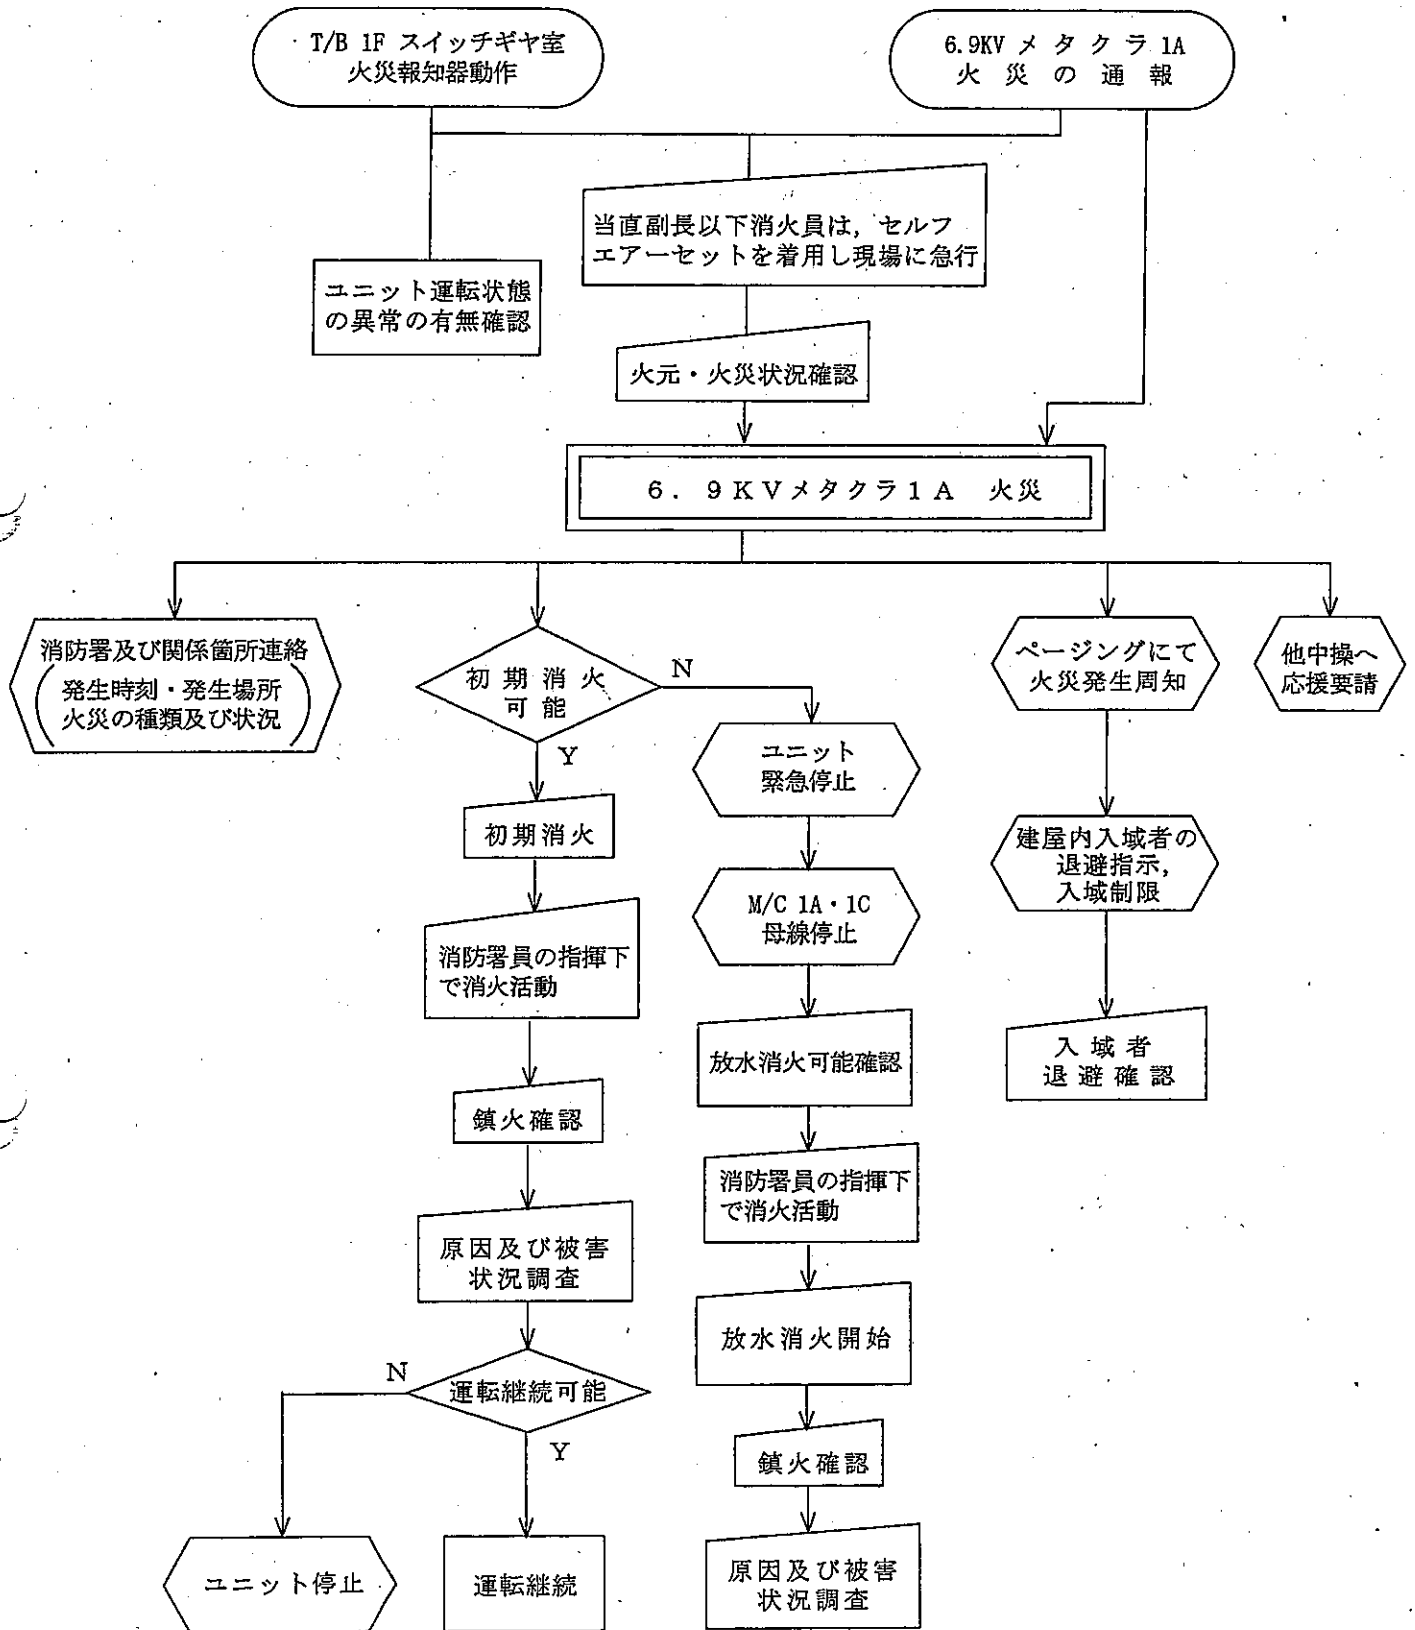 T/B 1F スイッチギヤ室
火災報知器動作
6.9KV メタクラ 1A
火災の通報
当直副長以下消火員は，セルフ
エアーセットを着用し現場に急行
ユニット運転状態
の異常の有無確認
火元・火災状況確認
6．9KVメタクラ1A　火災
消防署及び関係箇所連絡
発生時刻・発生場所
火災の種類及び状況
初期消火
可能
N
Y
ページングにて
火災発生周知
他中操へ
応援要請
ユニット
緊急停止
初期消火
建屋内入域者の
退避指示，
入域制限
M/C 1A・1C
母線停止
消防署員の指揮下
で消火活動
放水消火可能確認
入域者
退避確認
鎮火確認
消防署員の指揮下
で消火活動
原因及び被害
状況調査
放水消火開始
運転継続可能
N
Y
鎮火確認
ユニット停止
運転継続
原因及び被害
状況調査